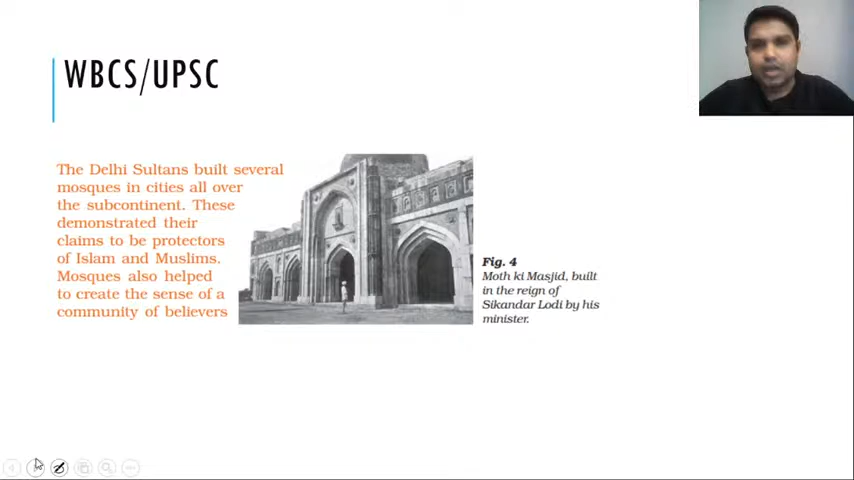 WBCS/UPSC
The Delhi Sultans built several
mosques in cities all over
the subcontinent. These
demonstrated their
claims to be protectors
of Islam and Muslims.
Mosques also helped
to create the sense of a
community of believers
Fig. 4
Moth ki Masjid, built
in the reign of
Sikandar Lodi by his
minister.